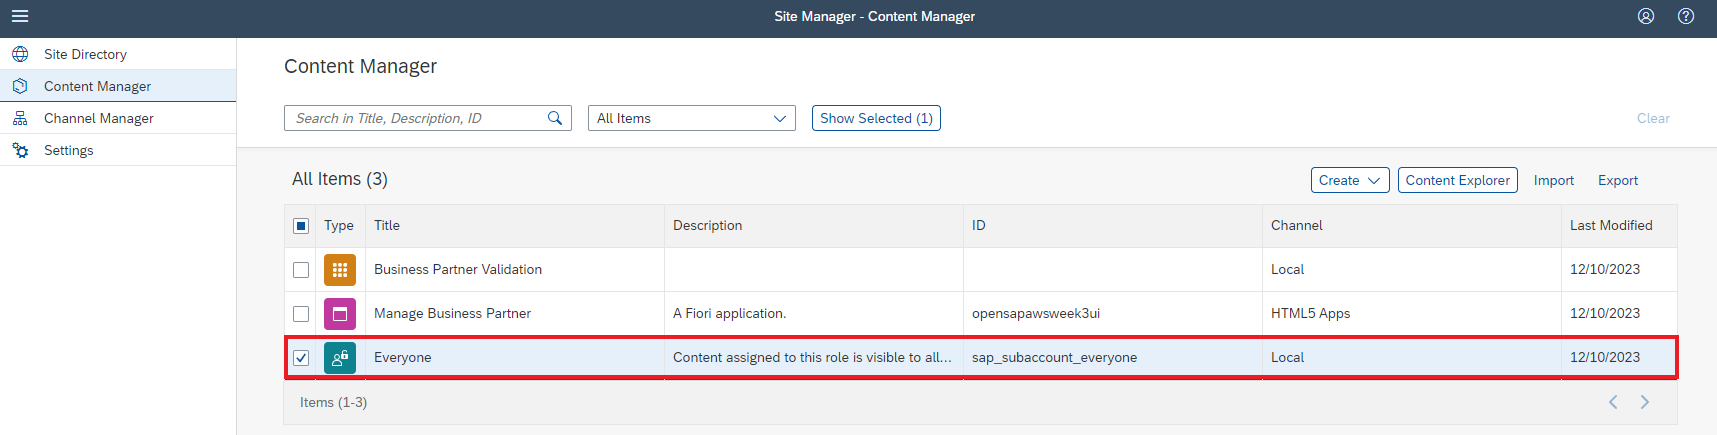 Site Manager - Content Manager
Site Directory
Content Manager
Channel Manager
Settings
Content Manager
Search in Title, Description, ID
All Items
Show Selected (1)
Clear
All Items (3)
Create
Content Explorer
Import
Export
Type Title Description ID Channel Last Modified
Business Partner Validation Local 12/10/2023
Manage Business Partner A Fiori application. opensapawsweek3ui HTML5 Apps 12/10/2023
Everyone Content assigned to this role is visible to all... sap_subaccount_everyone Local 12/10/2023
Items (1-3)